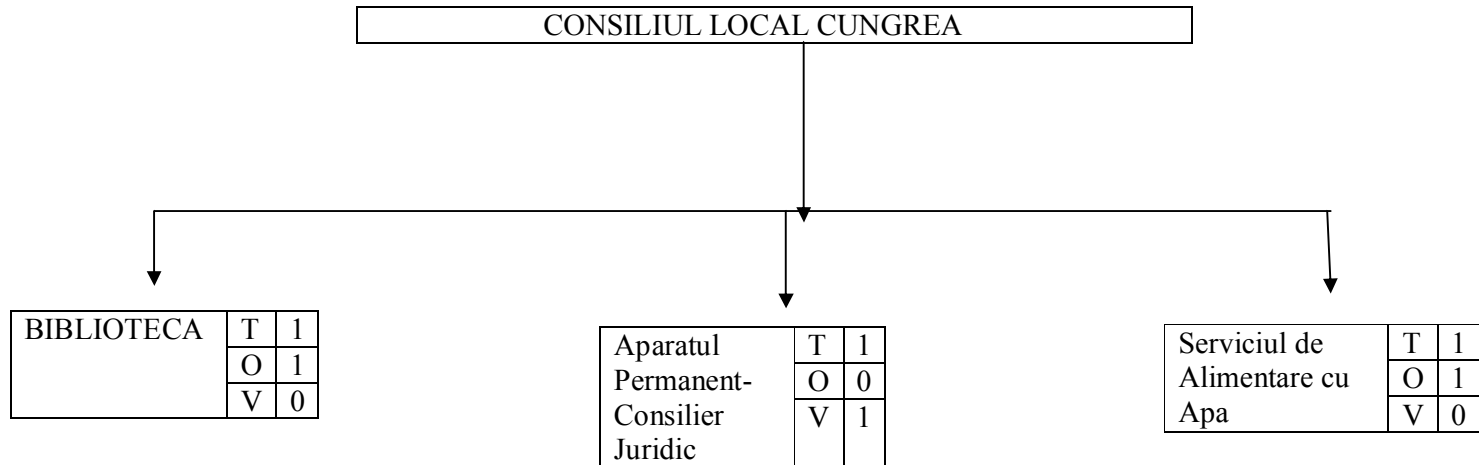 CONSILIUL LOCAL CUNGREA
BIBLIOTECA T 1
O 1
V 0
Aparatul T 1
Permanent- O 0
Consilier V 1
Juridic
Serviciul de T 1
Alimentare cu O 1
Apa V 0